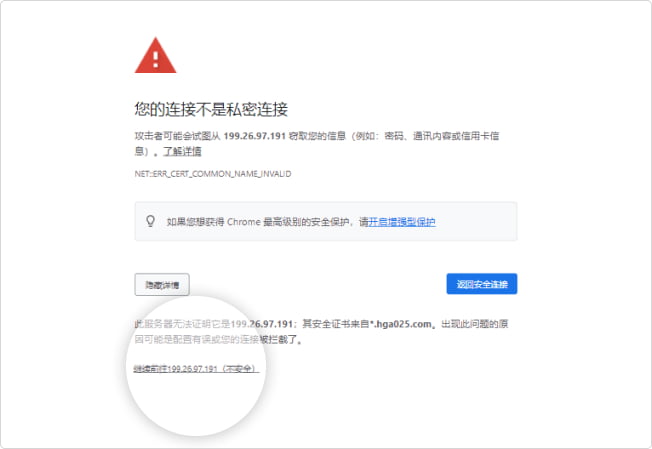 您的连接不是私密连接
攻击者可能会试图从 199.26.97.191 窃取您的信息（例如：密码、通讯内容或信用卡信
息）。了解详情
NET::ERR_CERT_COMMON_NAME_INVALID
如果您想获得 Chrome 最高级别的安全保护，请开启增强型保护
隐藏详情
返回安全连接
此服务器无法证明它是199.26.97.191；其安全证书来自*.hga025.com。出现此问题的原
因可能是配置有误或您的连接被拦截了。
继续前往199.26.97.191（不安全）